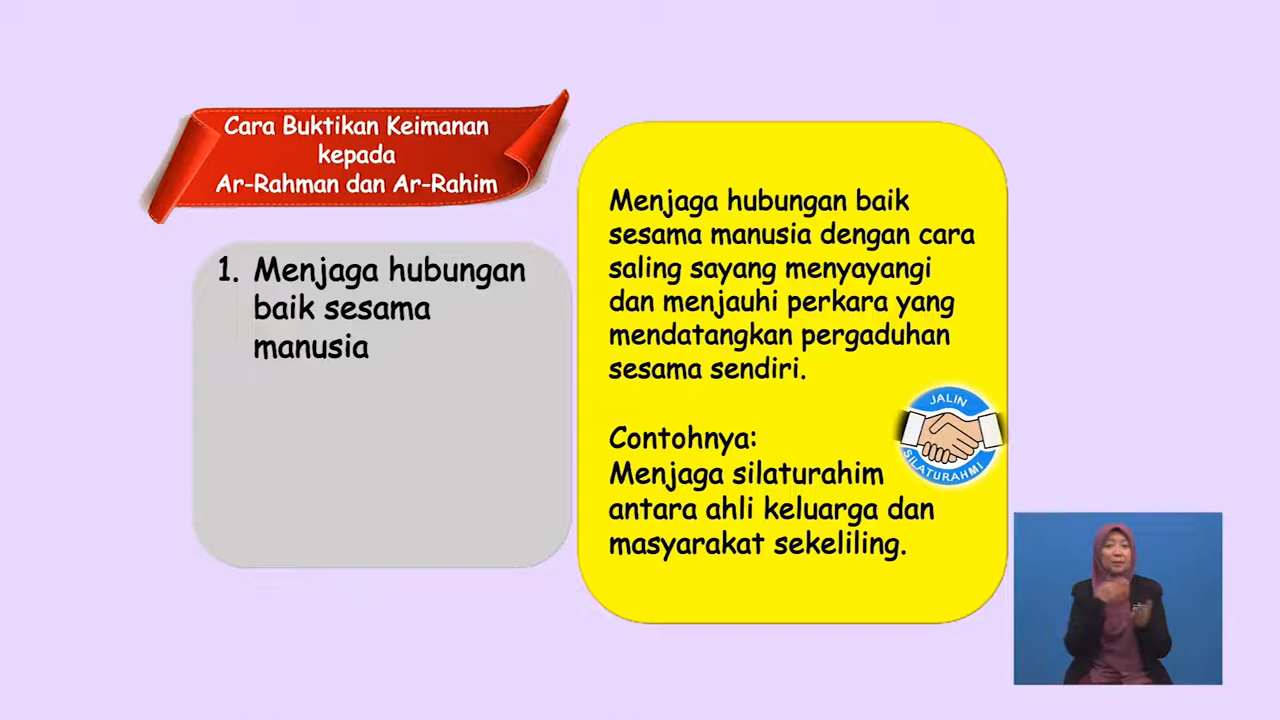 Cara Buktikan Keimanan
kepada
Ar-Rahman dan Ar-Rahim
1. Menjaga hubungan
baik sesama
manusia
Menjaga hubungan baik
sesama manusia dengan cara
saling sayang menyayangi
dan menjauhi perkara yang
mendatangkan pergaduhan
sesama sendiri.
Contohnya:
Menjaga silaturahim
antara ahli keluarga dan
masyarakat sekeliling.
JALIN
SILATURAHMI